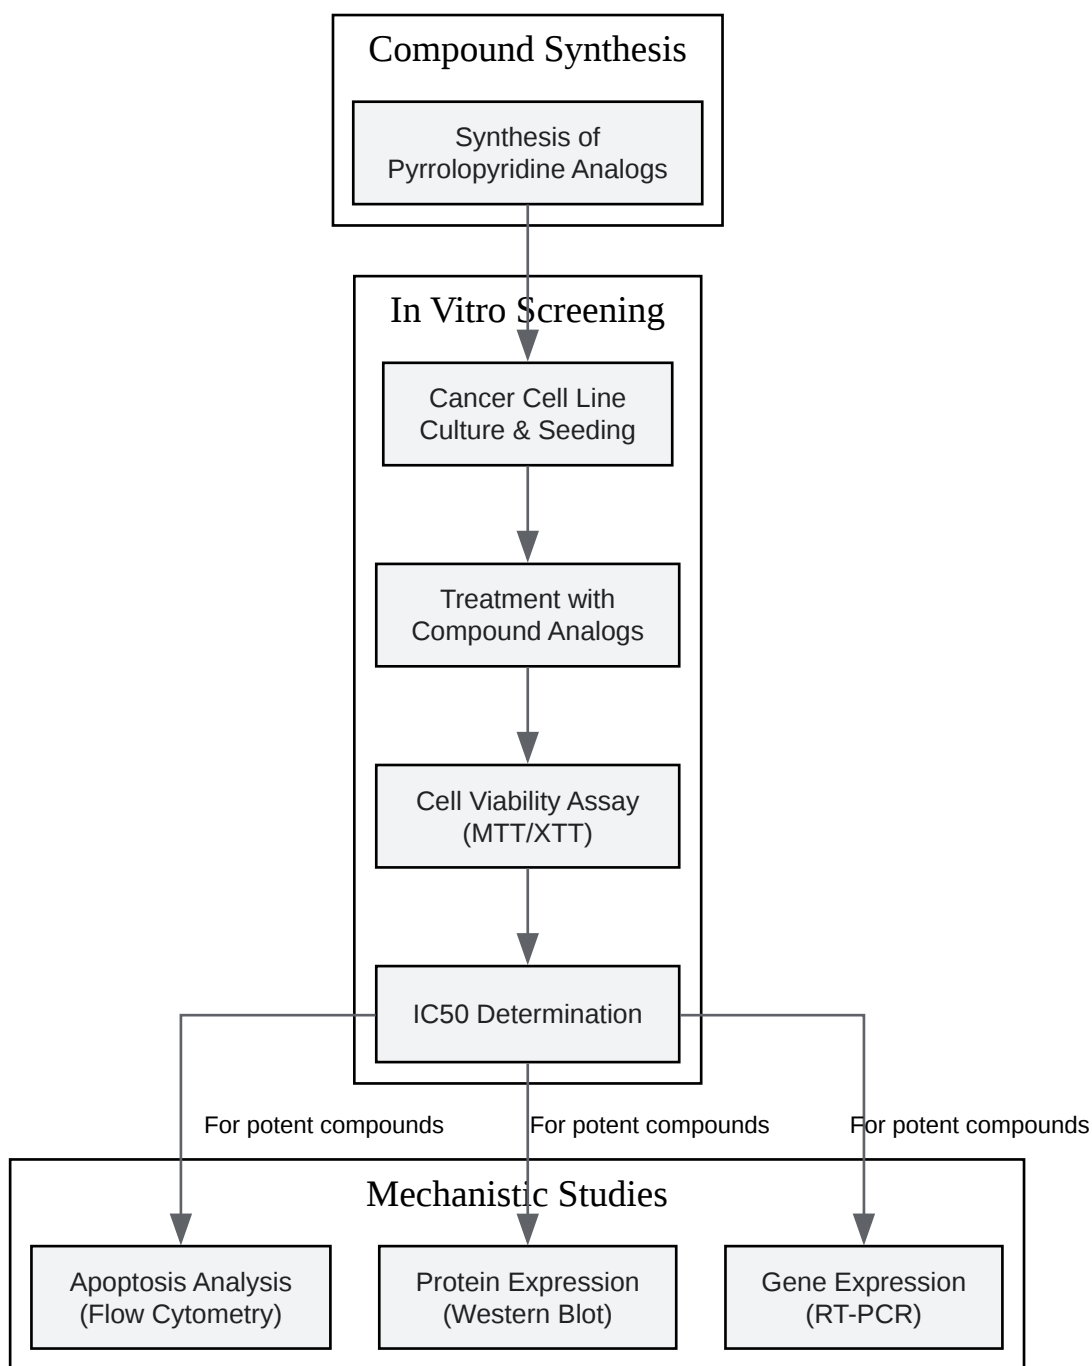 Compound Synthesis
Synthesis of
Pyrrolopyridine Analogs
In Vitro Screening
Cancer Cell Line
Culture & Seeding
Treatment with
Compound Analogs
Cell Viability Assay
(MTT/XTT)
IC50 Determination
For potent compounds
For potent compounds
For potent compounds
Mechanistic Studies
Apoptosis Analysis
(Flow Cytometry)
Protein Expression
(Western Blot)
Gene Expression
(RT-PCR)